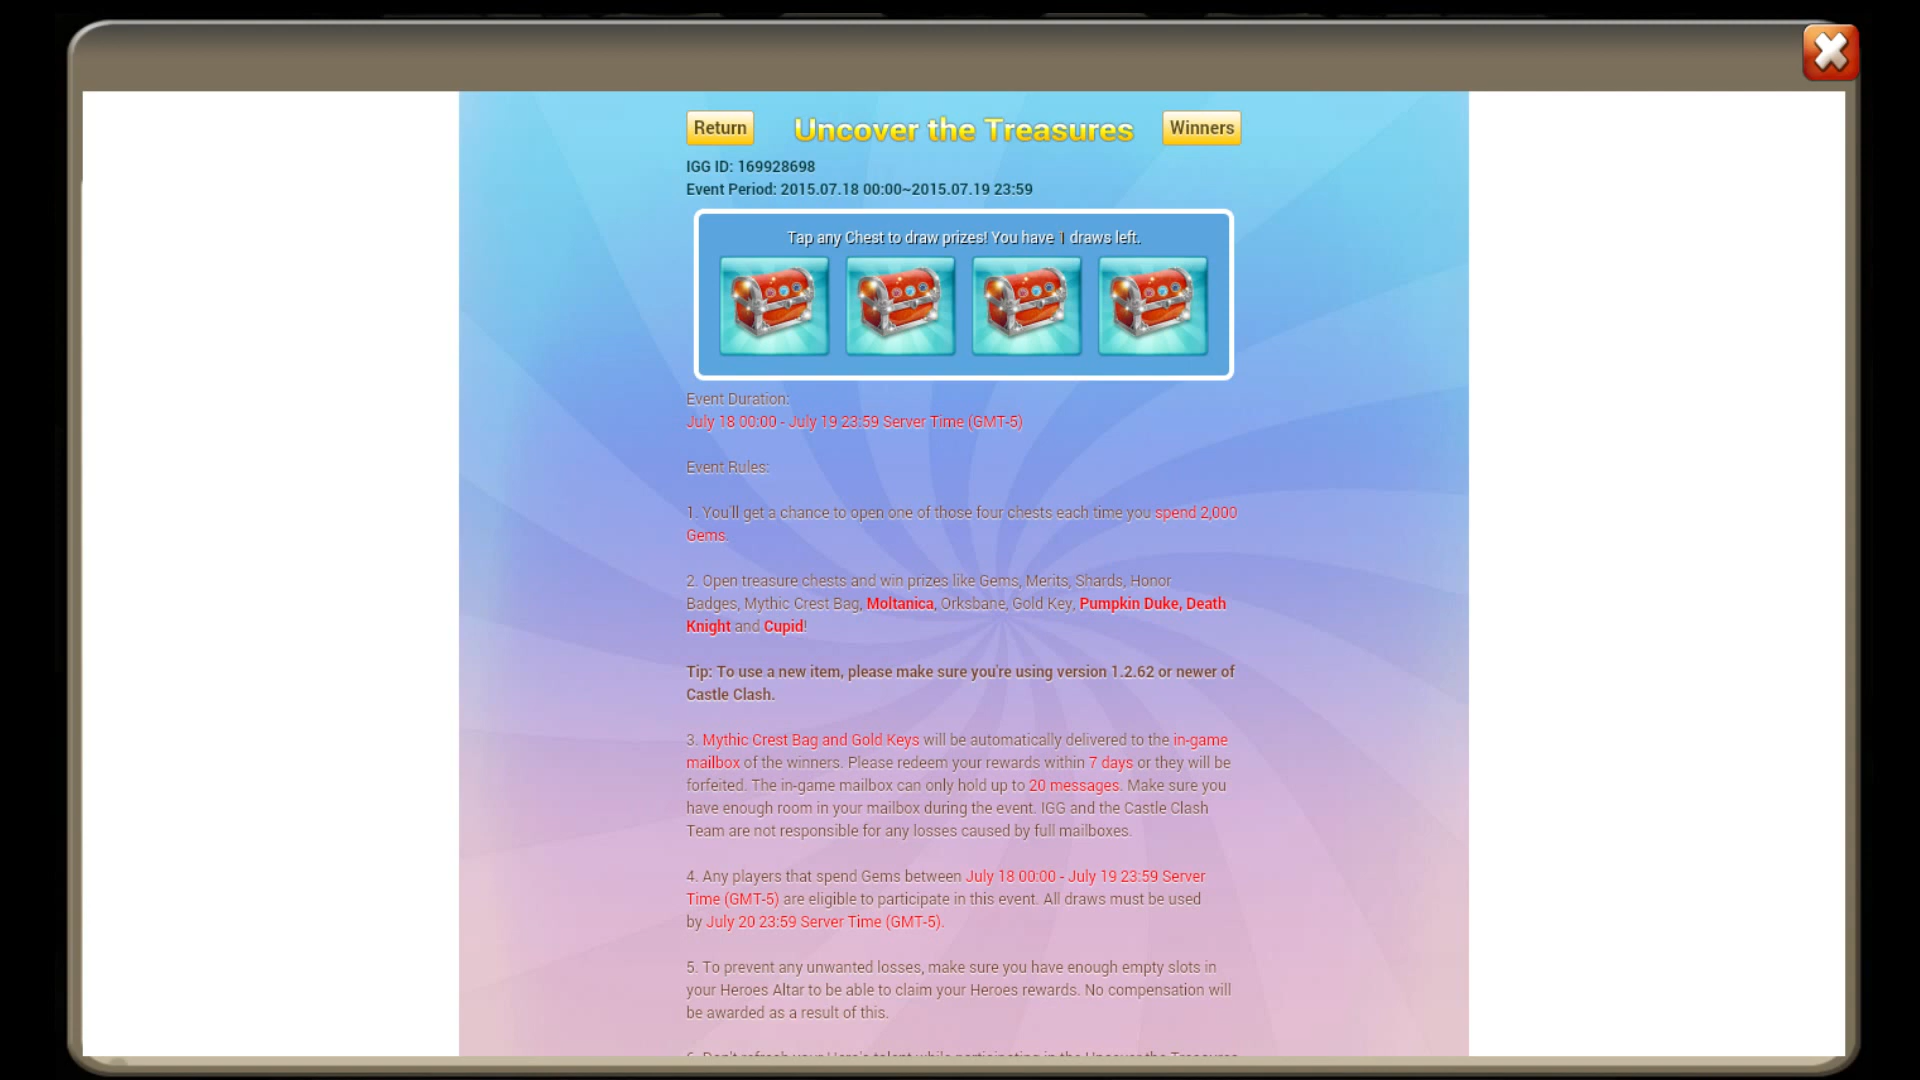 Return
Uncover the Treasures
Winners
IGG ID: 169928698
Event Period: 2015.07.18 00:00~2015.07.19 23:59
Tap any Chest to draw prizes! You have 1 draws left.
Event Duration:
July 18 00:00 - July 19 23:59 Server Time (GMT-5)
Event Rules:
1. You'll get a chance to open one of those four chests each time you spend 2,000
Gems.
2. Open treasure chests and win prizes like Gems, Merits, Shards, Honor
Badges, Mythic Crest Bag, Moltanica, Orksbane, Gold Key, Pumpkin Duke, Death
Knight and Cupid!
Tip: To use a new item, please make sure you're using version 1.2.62 or newer of
Castle Clash.
3. Mythic Crest Bag and Gold Keys will be automatically delivered to the in-game
mailbox of the winners. Please redeem your rewards within 7 days or they will be
forfeited. The in-game mailbox can only hold up to 20 messages. Make sure you
have enough room in your mailbox during the event. IGG and the Castle Clash
Team are not responsible for any losses caused by full mailboxes.
4. Any players that spend Gems between July 18 00:00 - July 19 23:59 Server
Time (GMT-5) are eligible to participate in this event. All draws must be used
by July 20 23:59 Server Time (GMT-5).
5. To prevent any unwanted losses, make sure you have enough empty slots in
your Heroes Altar to be able to claim your Heroes rewards. No compensation will
be awarded as a result of this.
6. Don't refresh your Hero's talent while participating in the Uncover the Treasures